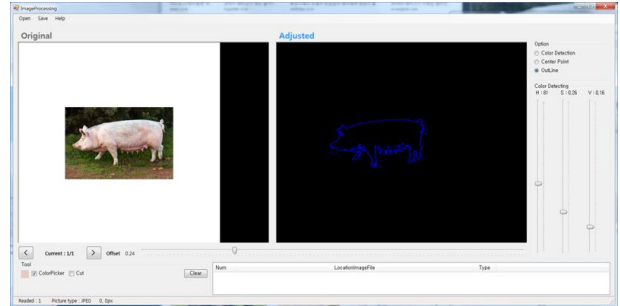 ImageProcessing
Open Save Help
Original
Adjusted
Option
Color Detection
Center Point
OutLine
Color Detecting
H : 81 S : 0,26 V : 0,16
< Current : 1/1 > Offset 0.24
Tool
ColorPicker Cut Clear
Num LocationImageFile Type
Readed : 1 Picture type : JPEG 0, 0px